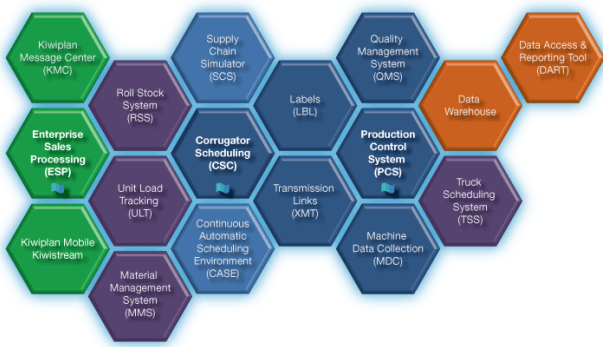 Kiwiplan
Message Center
(KMC)
Enterprise
Sales
Processing
(ESP)
Kiwiplan Mobile
Kiwistream
Roll Stock
System
(RSS)
Unit Load
Tracking
(ULT)
Material
Management
System
(MMS)
Supply
Chain
Simulator
(SCS)
Corrugator
Scheduling
(CSC)
Continuous
Automatic
Scheduling
Environment
(CASE)
Labels
(LBL)
Transmission
Links
(XMT)
Quality
Management
System
(QMS)
Production
Control
System
(PCS)
Machine
Data Collection
(MDC)
Data
Warehouse
Truck
Scheduling
System
(TSS)
Data Access &
Reporting Tool
(DART)